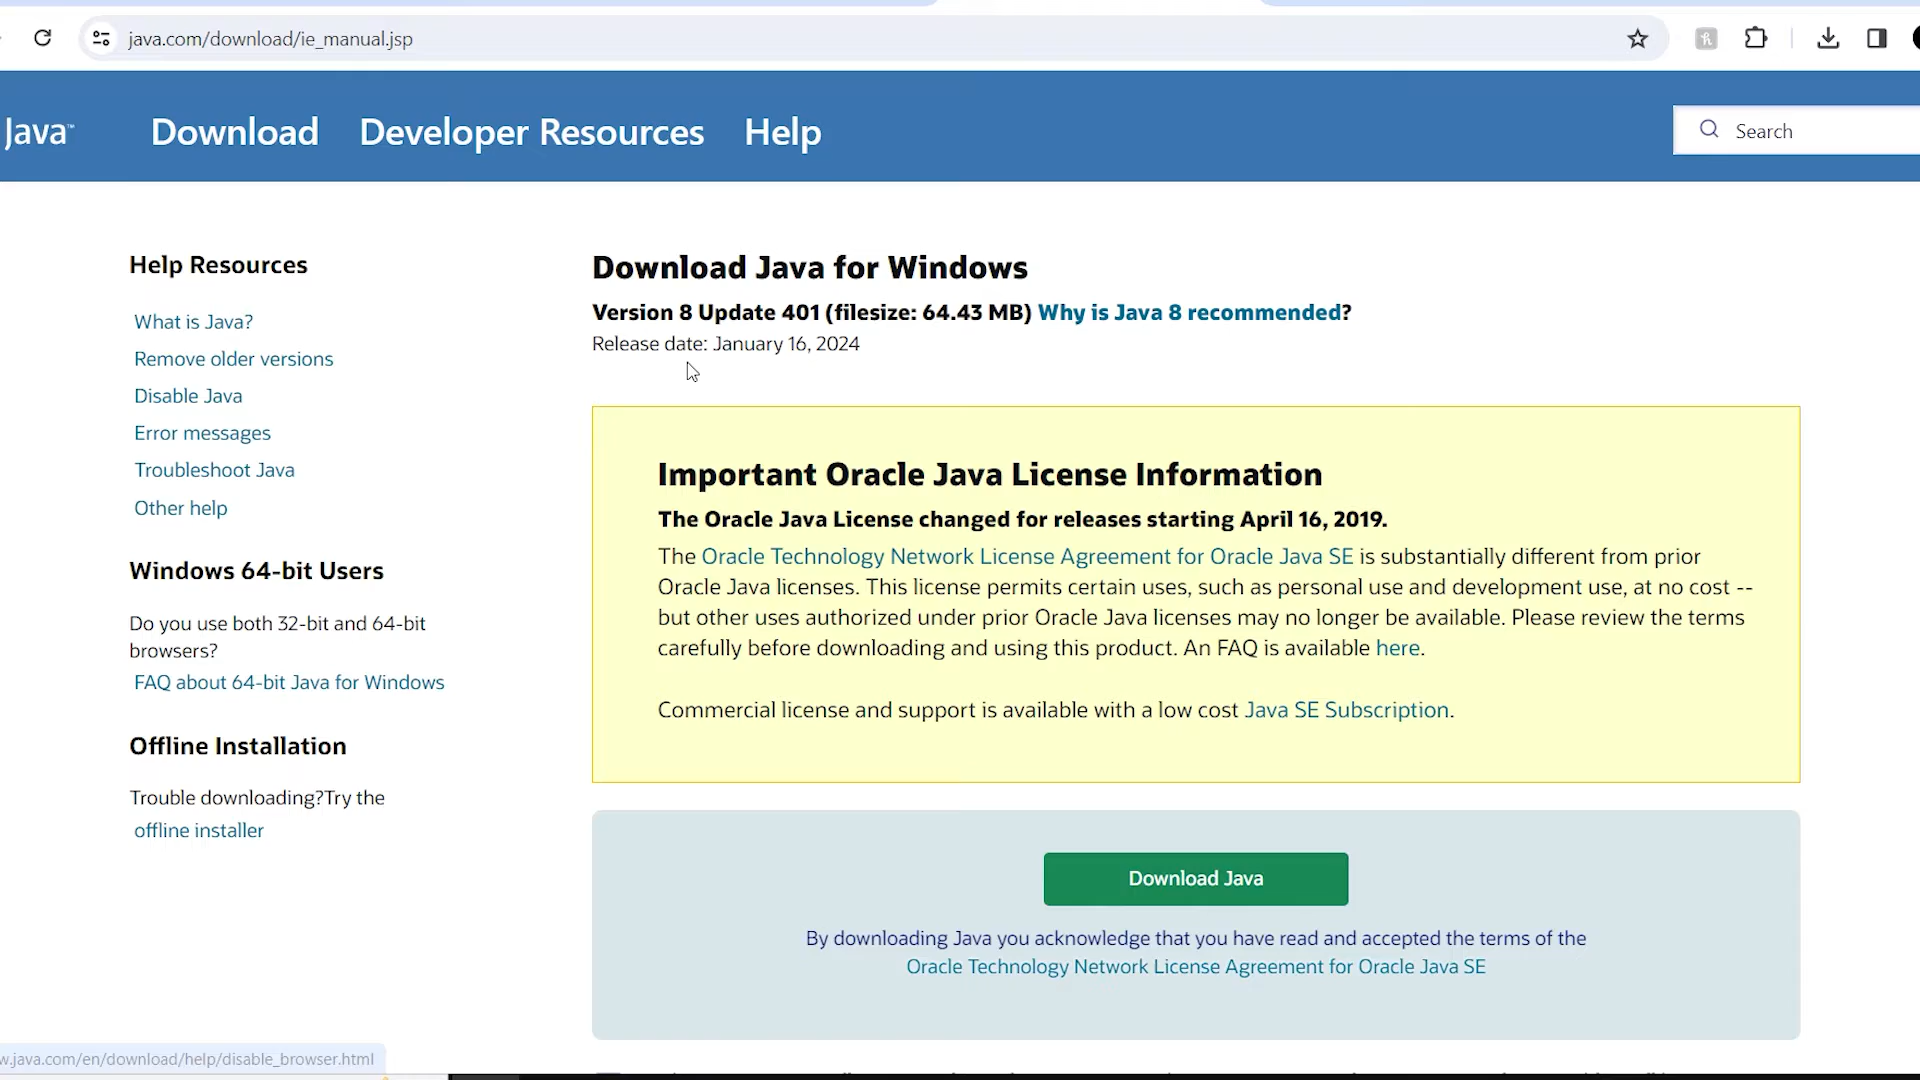 java.com/download/ie_manual.jsp
Java™
Download
Developer Resources
Help
Search
Help Resources
What is Java?
Remove older versions
Disable Java
Error messages
Troubleshoot Java
Other help
Windows 64-bit Users
Do you use both 32-bit and 64-bit
browsers?
FAQ about 64-bit Java for Windows
Offline Installation
Trouble downloading?Try the
offline installer
Download Java for Windows
Version 8 Update 401 (filesize: 64.43 MB) Why is Java 8 recommended?
Release date: January 16, 2024
Important Oracle Java License Information
The Oracle Java License changed for releases starting April 16, 2019.
The Oracle Technology Network License Agreement for Oracle Java SE is substantially different from prior
Oracle Java licenses. This license permits certain uses, such as personal use and development use, at no cost --
but other uses authorized under prior Oracle Java licenses may no longer be available. Please review the terms
carefully before downloading and using this product. An FAQ is available here.
Commercial license and support is available with a low cost Java SE Subscription.
Download Java
By downloading Java you acknowledge that you have read and accepted the terms of the
Oracle Technology Network License Agreement for Oracle Java SE
w.java.com/en/download/help/disable_browser.html